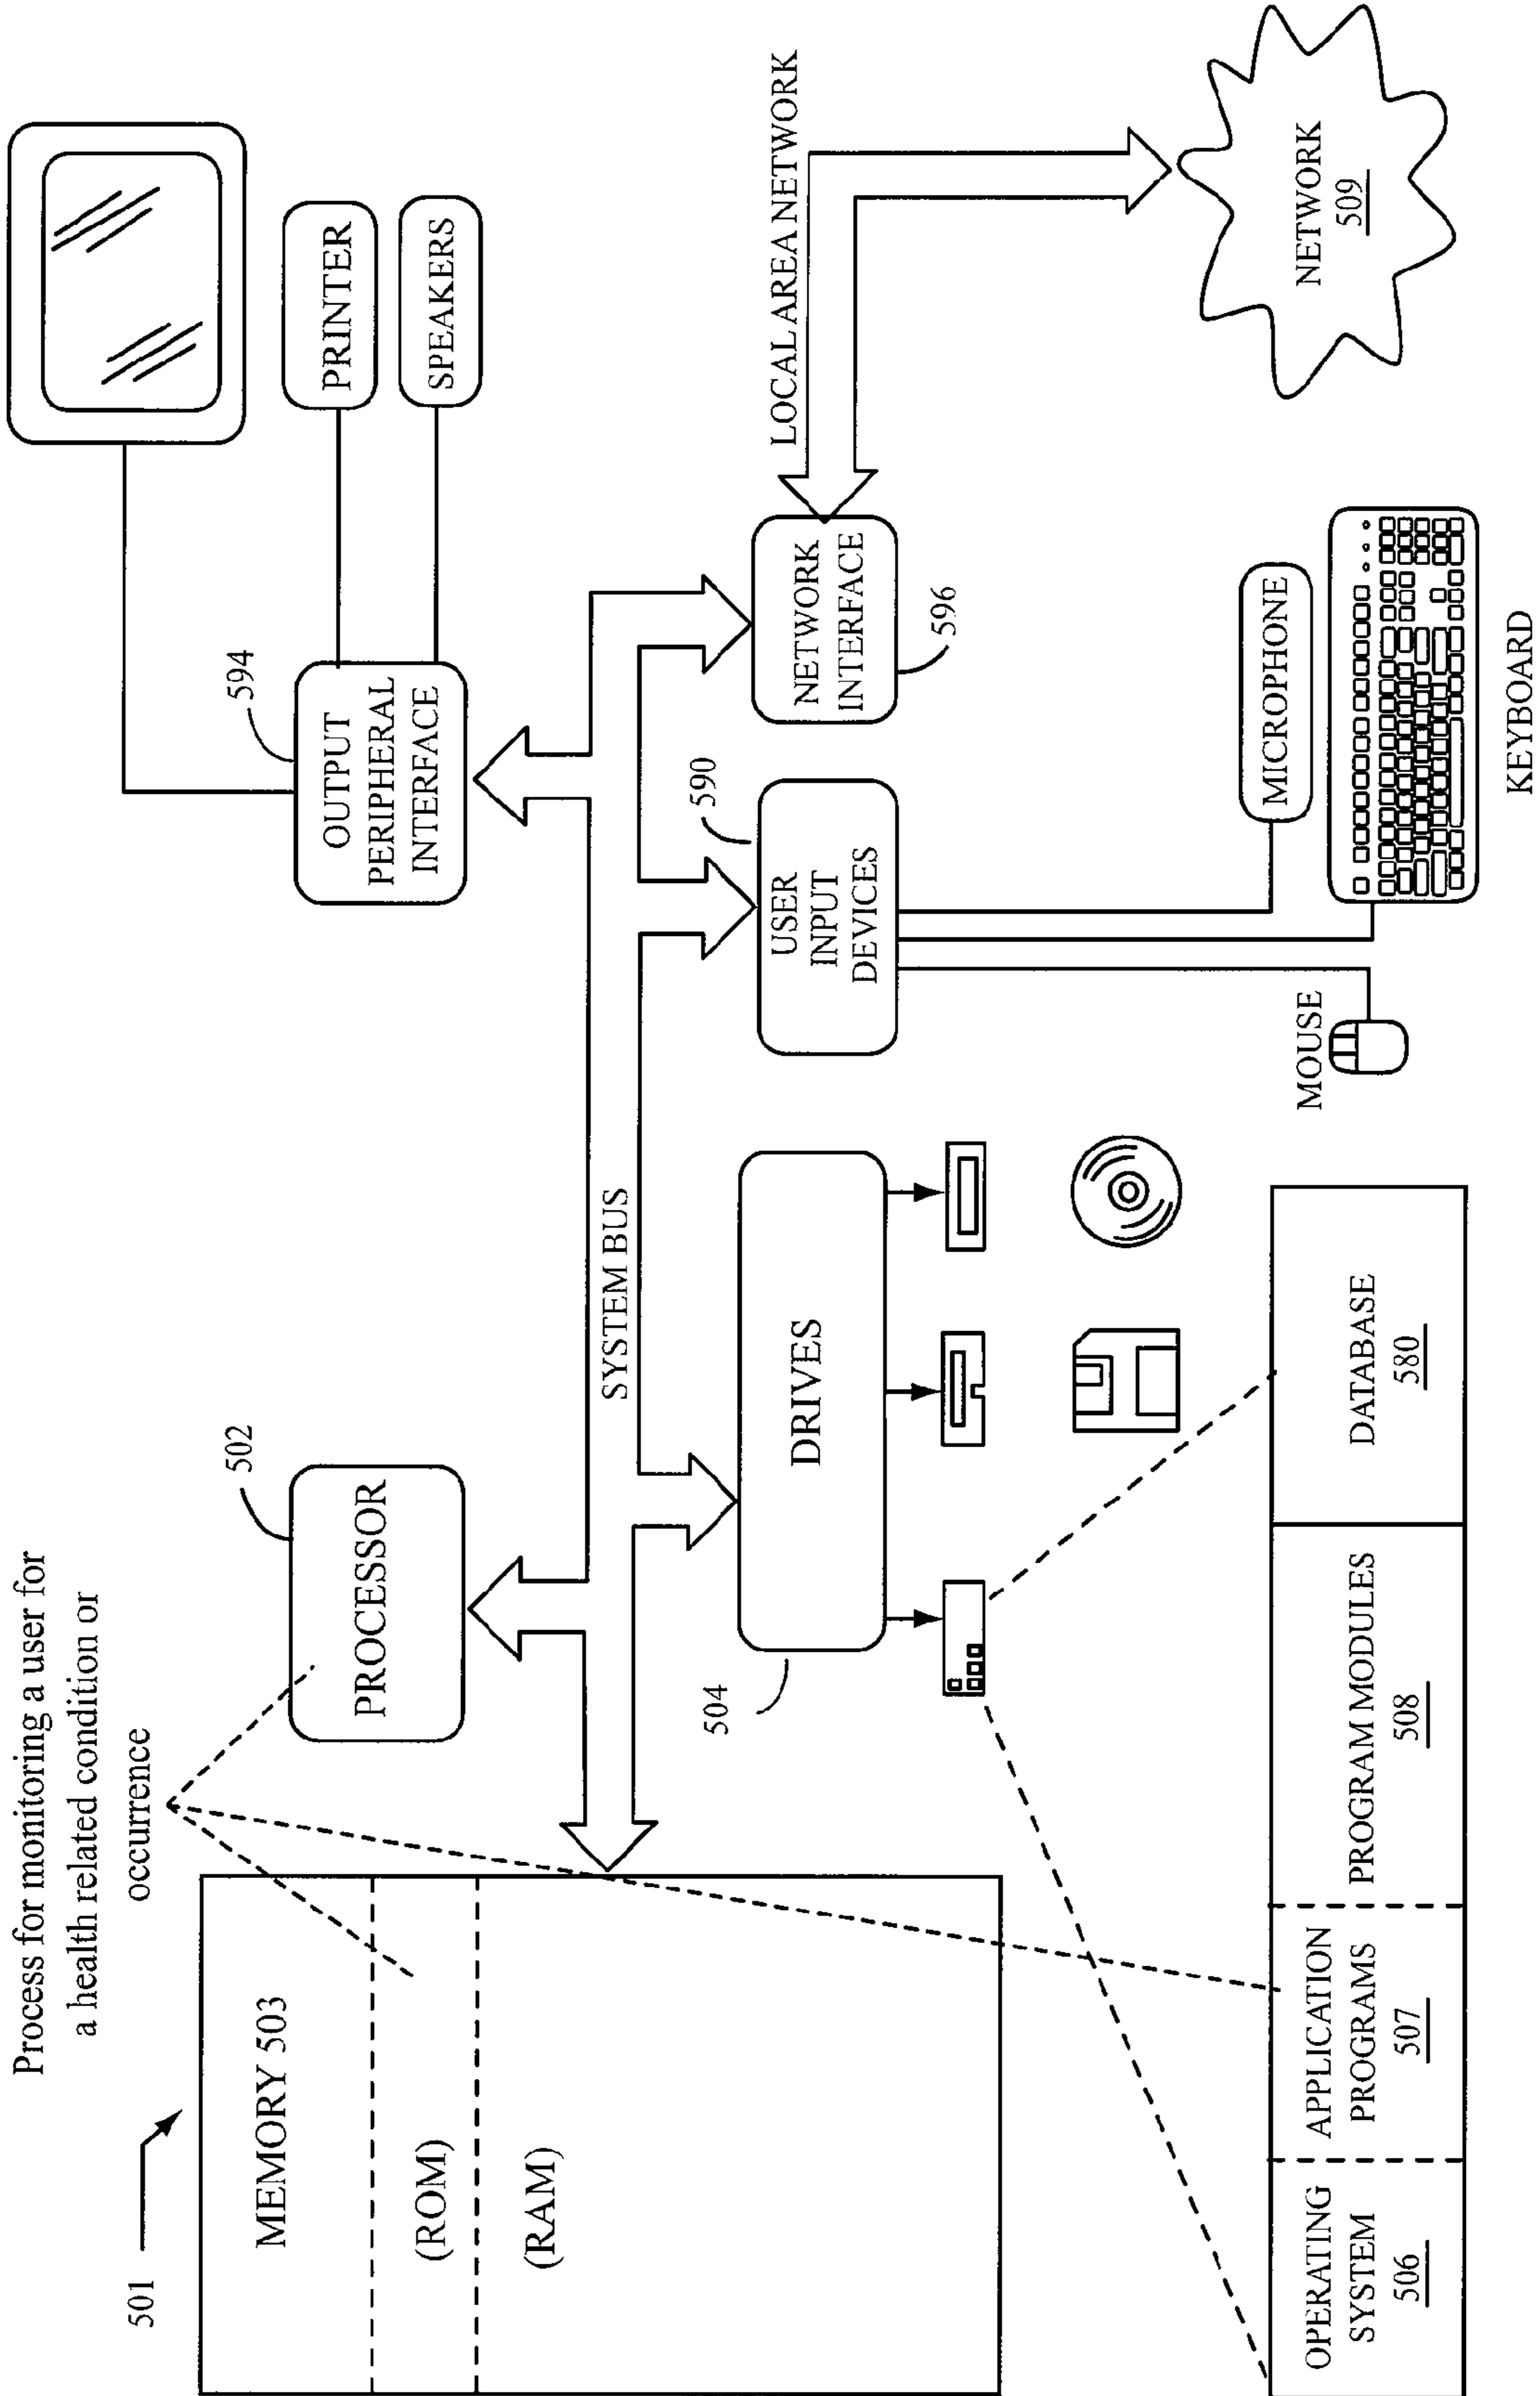 Process for monitoring a user for
a health related condition or
occurrence
501
MEMORY 503
(ROM)
(RAM)
502
PROCESSOR
594
OUTPUT
PERIPHERAL
INTERFACE
PRINTER
SPEAKERS
SYSTEM BUS
504
DRIVES
590
USER
INPUT
DEVICES
NETWORK
INTERFACE
596
LOCAL AREA NETWORK
NETWORK
509
MOUSE
MICROPHONE
KEYBOARD
OPERATING
SYSTEM
506
APPLICATION
PROGRAMS
507
PROGRAM MODULES
508
DATABASE
580